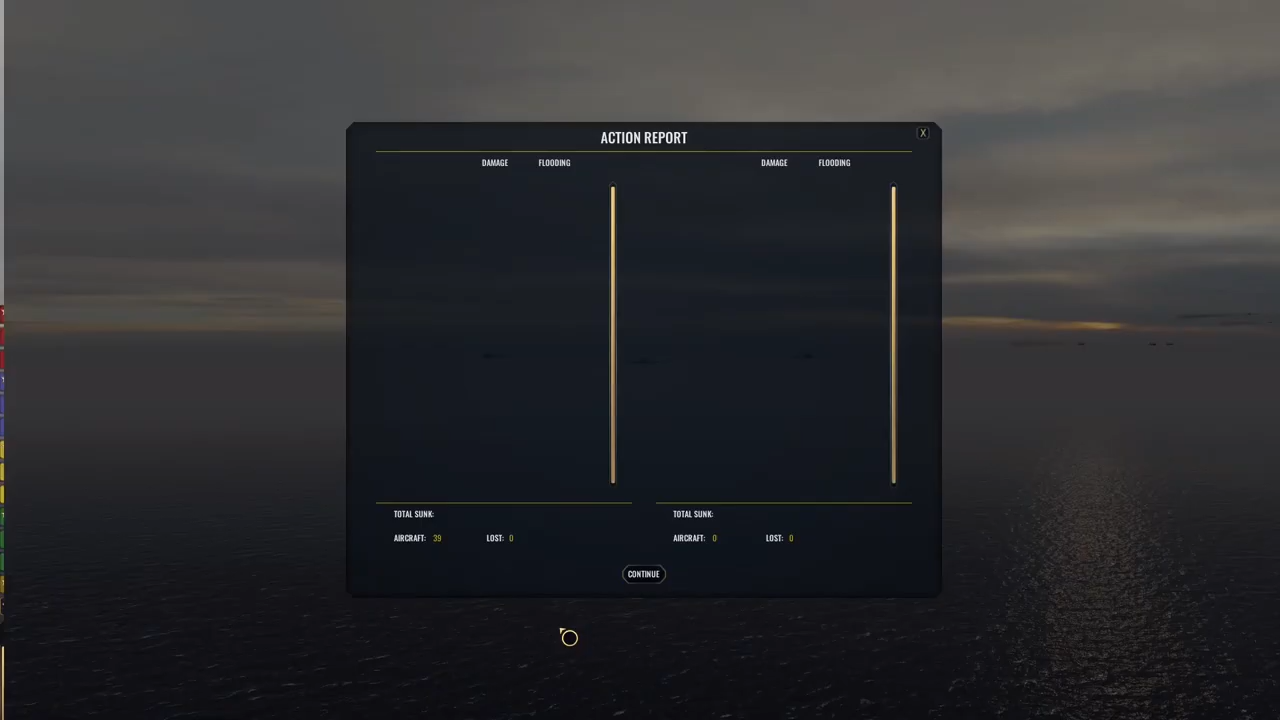 ACTION REPORT
X
DAMAGE FLOODING DAMAGE FLOODING
TOTAL SUNK: TOTAL SUNK:
AIRCRAFT: 39 LOST: 0 AIRCRAFT: 0 LOST: 0
CONTINUE